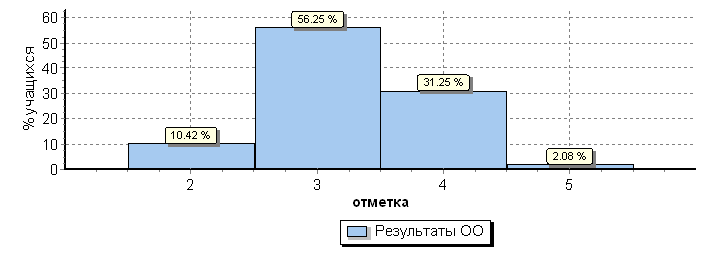 % учащихся
60
50
40
30
20
10
0
10.42 %
56.25 %
31.25 %
2.08 %
2 3 4 5
отметка
Результаты ОО